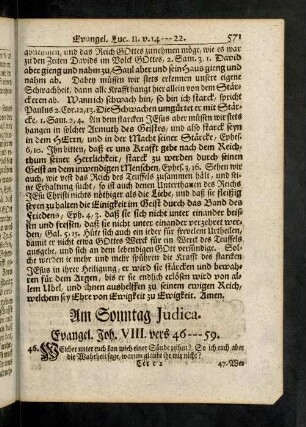 Evangel. Luc. 11. v. 14---22. 571
abbringen, und das Reich GOttes zunehmen möge, wie es war
zu den Zeiten Davids im Volck GOttes, 2. Sam. 3. 1. David
aber gieng und nahm zu, Saul aber und sein Hauß gieng und
nahm ab. Dabey müssen wir stets erkennen unsere eigene
Schwachheit, dann alle Krafft hangt hier allein von dem Stär-
ckeren ab. Wannich schwach bin, so bin ich starck, spricht
Paulus 2. Cor. 12, 13. Die Schwachen umgürtet er mit Stär-
cke, 1. Sam. 2, 4. An dem starcken JEsus aber müssen wir stets
hangen in solcher Armuth des Geistes, und also starck seyn
in dem HErrn, und in der Macht seiner Stärcke, Ephes.
6, 10. Ihn bitten, daß er uns Krafft gebe nach dem Reich-
thum seiner Herrlichkeit, starck zu werden durch seinen
Geist an dem inwendigen Menschen, Ephes. 3, 16. Sehen wir
auch, wie vest das Reich des Teuffels zusammen hält, und sei-
ne Erhaltung sucht, so ist auch denen Unterthanen des Reichs
JEsu Christi nichts nöthiger als die Liebe, und daß sie fleißig
seyen zu halten die Einigkeit im Geist durch das Band des
Friedens, Eph. 4, 3. daß sie sich nicht unter einander beis-
sen und fressen, daß sie nicht unter einander verzehret wer-
den, Gal. 5, 15. Hüte sich auch ein jeder für frevlem Urtheilen,
damit er nicht etwa GOttes Werck für ein Werck des Teuffels
ausgebe, und sich an dem lebendigen GOtt versündige. Sol-
che werden je mehr und mehr spühren die Krafft des starcken
JEsus in ihrer Heiligung, er wird sie stärcken und bewah-
ren für dem Argen, biß er sie endlich erlösen wird von al-
lem Ubel, und ihnen aushelffen zu seinem ewigen Reich,
welchem sey Ehre von Ewigkeit zu Ewigkeit. Amen.
Am Sonntag Judica.
Evangel. Joh. VIII. vers 46---59.
46. WElcher unter euch kan mich einer Sünde zeihen? So ich euch aber
die Wahrheit sage, warum glaubt ihr mir nicht?
Cccc 2 47. Wer